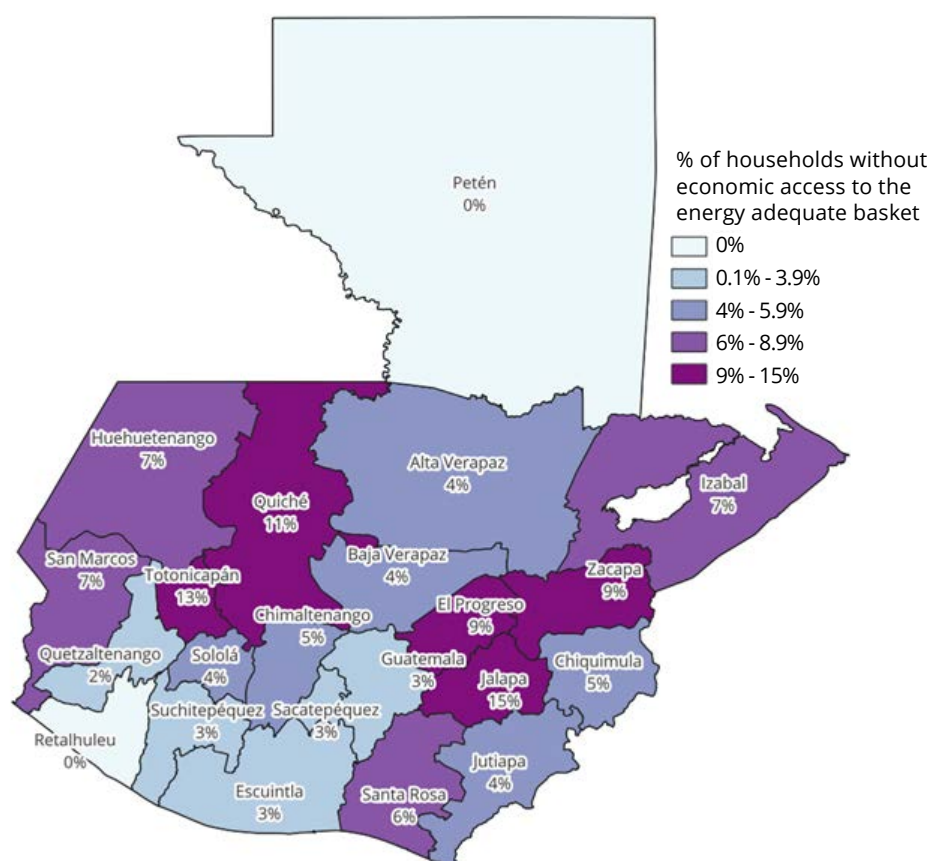 % of households without
economic access to the
energy adequate basket
0%
0.1% - 3.9%
4% - 5.9%
6% - 8.9%
9% - 15%
Petén
0%
Huehuetenango
7%
Quiché
11%
Alta Verapaz
4%
Izabal
7%
San Marcos
7%
Totonicapán
13%
Baja Verapaz
4%
Zacapa
9%
Chimaltenango
5%
El Progreso
9%
Quetzaltenango
2%
Sololá
4%
Guatemala
3%
Jalapa
15%
Chiquimula
5%
Suchitepéquez
3%
Sacatepéquez
3%
Retalhuleu
0%
Escuintla
3%
Santa Rosa
6%
Jutiapa
4%